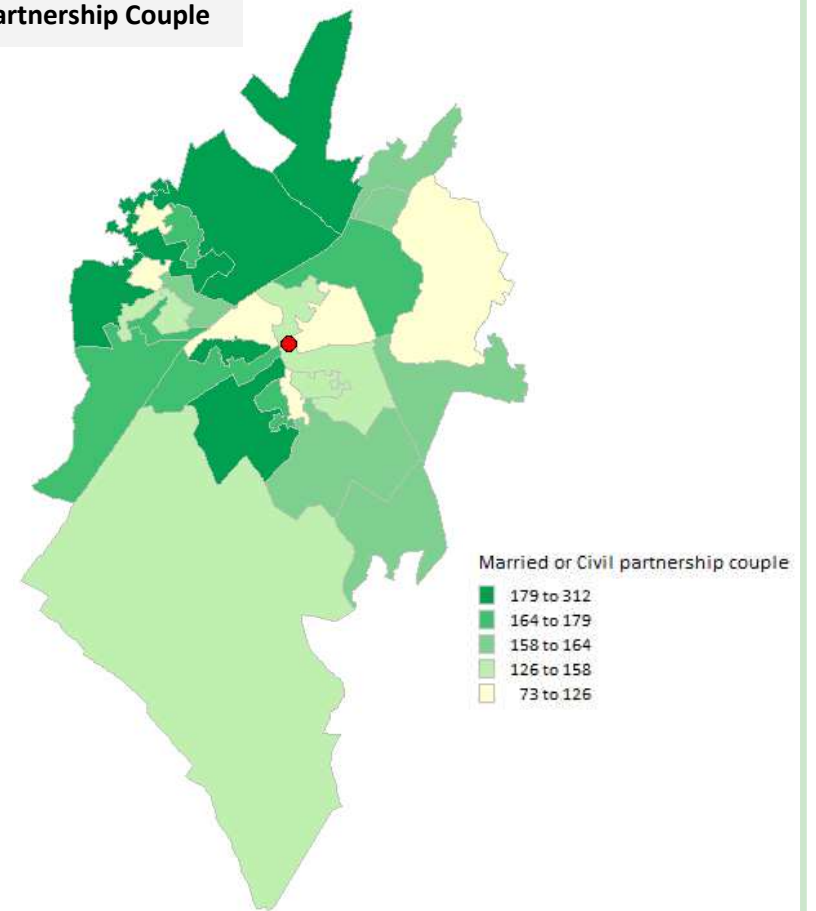 Partnership Couple
Married or Civil partnership couple
179 to 312
164 to 179
158 to 164
126 to 158
73 to 126